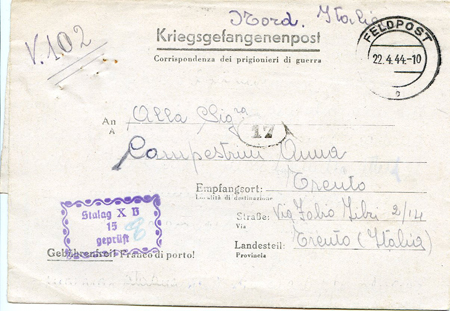 Nord. Italia
V.102
Kriegsgefangenenpost
Corrispondenza dei prigionieri di guerra
FELDPOST
22.4.44.-10
An
A
Alla Sigra
17
Campestrini Anna
Empfangsort: Trento
Località di destinazione
Straße: Via Fabio Filzi 2/14
Via
Landesteil: Trento (Italia)
Provincia
Stalag X B
15
geprüft
Gebührenfrei! Franco di porto!